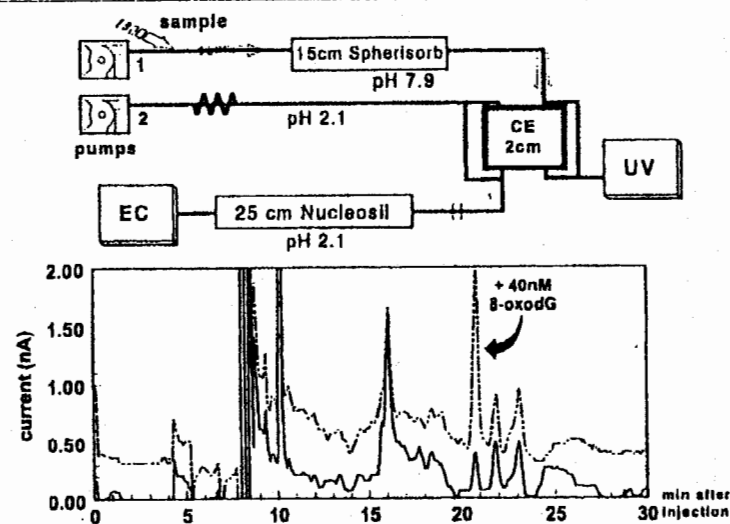 sample
1
15cm Spherisorb
pH 7.9
2
pH 2.1
pumps
CE
2cm
UV
EC
25 cm Nucleosil
pH 2.1
2.00
1.50
1.00
0.50
0.00
current (nA)
+ 40nM
8-oxodG
0 5 10 15 20 25 30
min after
injection